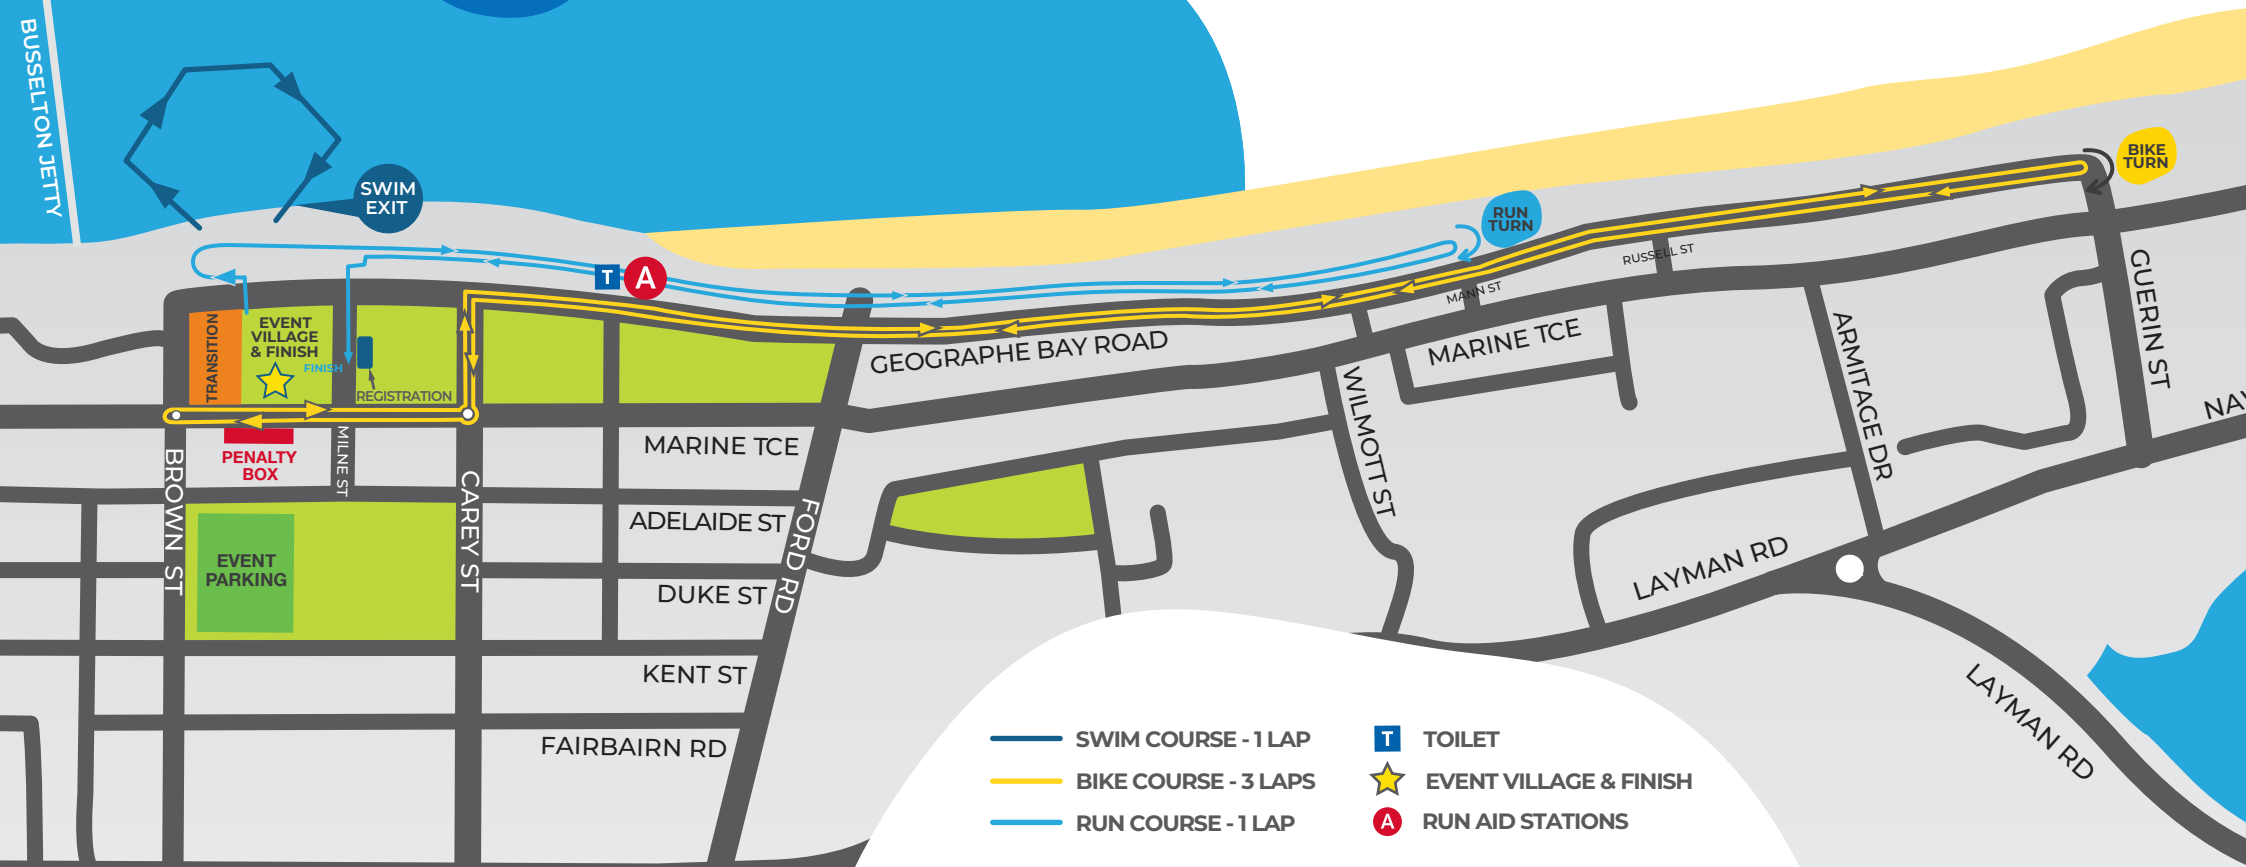 BUSSELTON JETTY
SWIM
EXIT
BIKE
TURN
RUN
TURN
RUSSELL ST
MANN ST
T
A
TRANSITION
EVENT
VILLAGE
& FINISH
FINISH
REGISTRATION
GEOGRAPHE BAY ROAD
MARINE TCE
GUERIN ST
ARMITAGE DR
WILMOTT ST
PENALTY
BOX
MILNE ST
BROWN ST
CAREY ST
MARINE TCE
ADELAIDE ST
FORD RD
DUKE ST
EVENT
PARKING
KENT ST
FAIRBAIRN RD
LAYMAN RD
LAYMAN RD
SWIM COURSE - 1 LAP
BIKE COURSE - 3 LAPS
RUN COURSE - 1 LAP
T TOILET
EVENT VILLAGE & FINISH
A RUN AID STATIONS